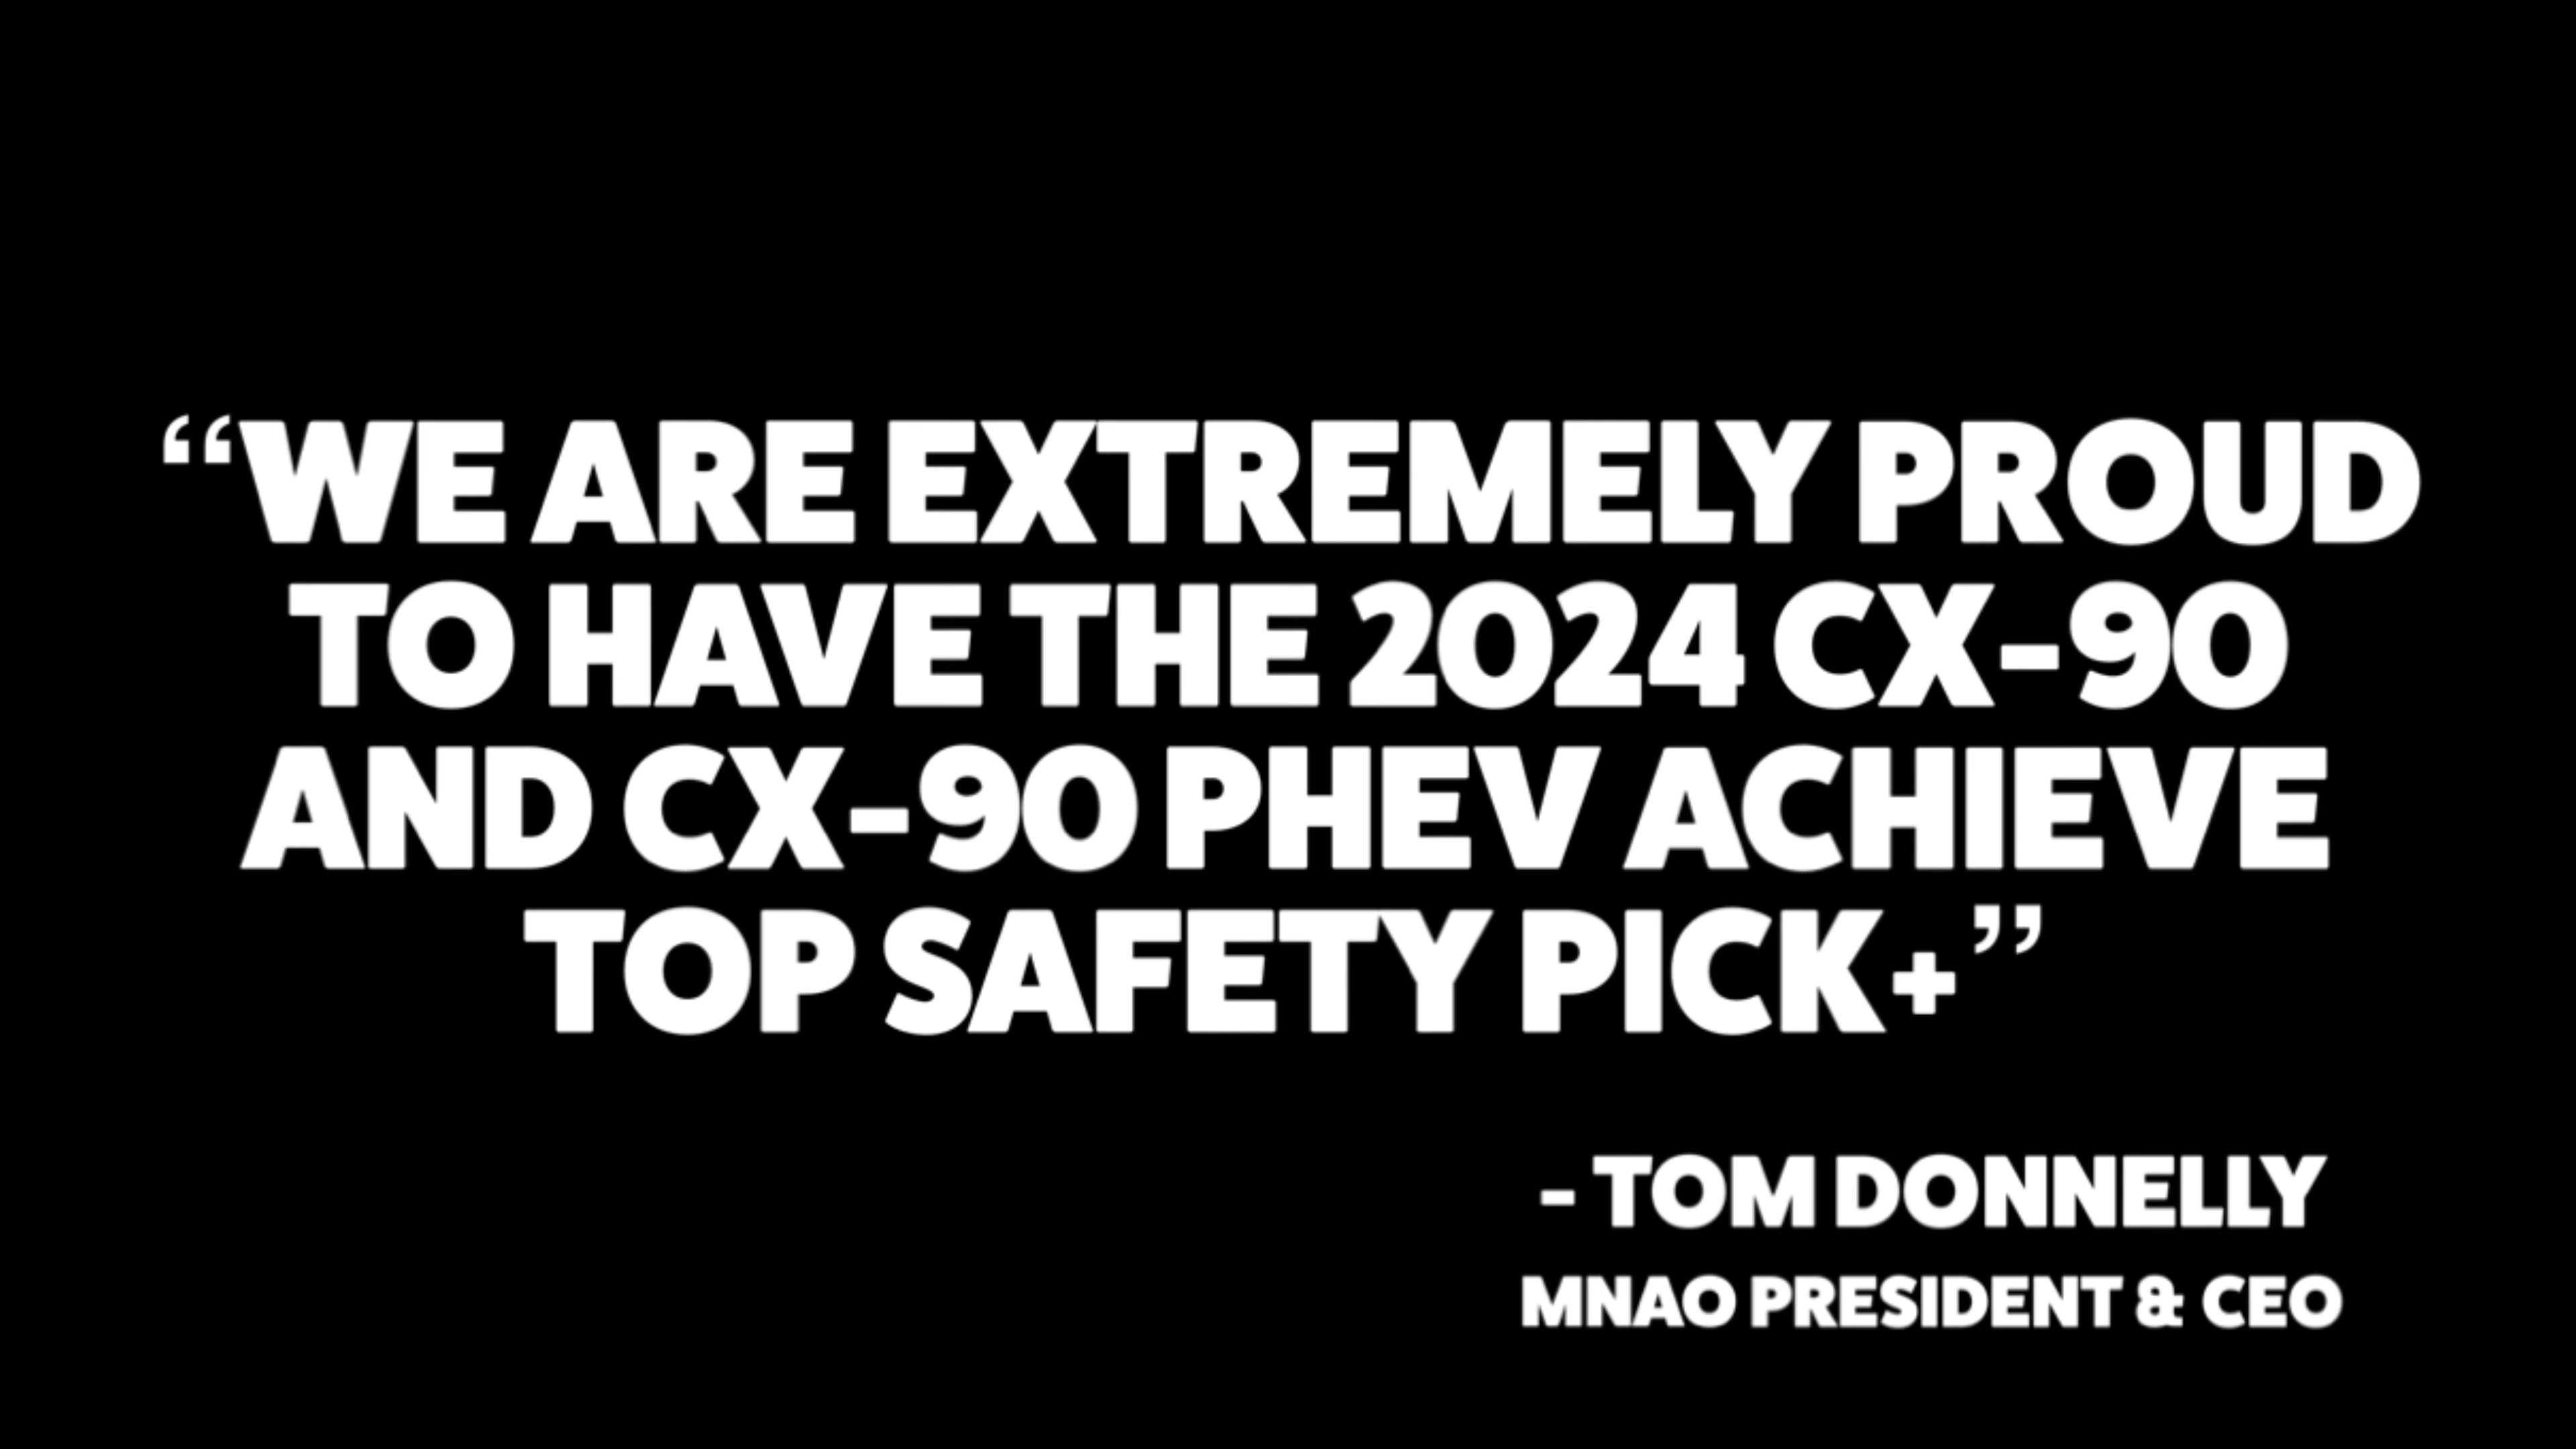 “WE ARE EXTREMELY PROUD
TO HAVE THE 2024 CX-90
AND CX-90 PHEV ACHIEVE
TOP SAFETY PICK+”
- TOM DONNELLY
MNAO PRESIDENT & CEO